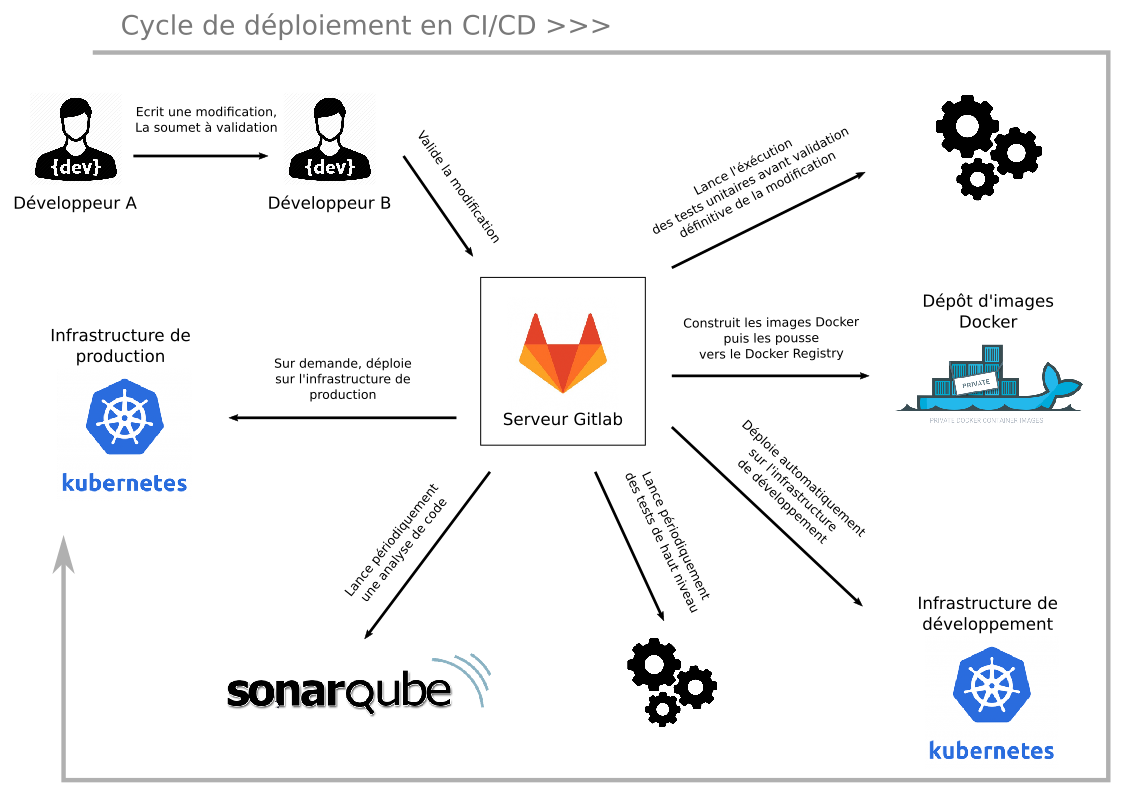 Cycle de déploiement en CI/CD >>>
Ecrit une modification,
La soumet à validation
{dev}
{dev}
Développeur A
Développeur B
Valide la modification
Lance l'éxécution
des tests unitaires avant validation
définitive de la modification
Dépôt d'images
Docker
Construit les images Docker
puis les pousse
vers le Docker Registry
PRIVATE
PRIVATE DOCKER CONTAINER IMAGES
Infrastructure de
production
Sur demande, déploie
sur l'infrastructure de
production
Serveur Gitlab
kubernetes
Déploie automatiquement
sur l'infrastructure
de développement
Lance périodiquement
une analyse de code
Lance périodiquement
des tests de haut niveau
Infrastructure de
développement
sonarqube
kubernetes